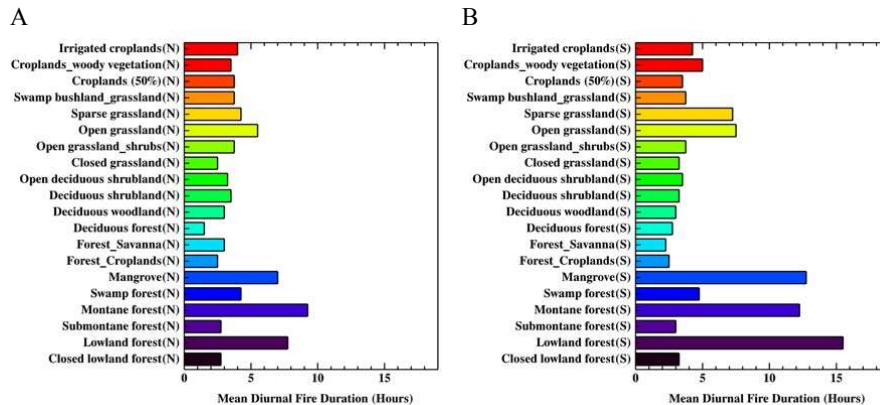 A
Irrigated croplands(N)
Croplands_woody vegetation(N)
Croplands (50%)(N)
Swamp bushland_grassland(N)
Sparse grassland(N)
Open grassland(N)
Open grassland_shrubs(N)
Closed grassland(N)
Open deciduous shrubland(N)
Deciduous shrubland(N)
Deciduous woodland(N)
Deciduous forest(N)
Forest_Savanna(N)
Forest_Croplands(N)
Mangrove(N)
Swamp forest(N)
Montane forest(N)
Submontane forest(N)
Lowland forest(N)
Closed lowland forest(N)
0 5 10 15
Mean Diurnal Fire Duration (Hours)
B
Irrigated croplands(S)
Croplands_woody vegetation(S)
Croplands (50%)(S)
Swamp bushland_grassland(S)
Sparse grassland(S)
Open grassland(S)
Open grassland_shrubs(S)
Closed grassland(S)
Open deciduous shrubland(S)
Deciduous shrubland(S)
Deciduous woodland(S)
Deciduous forest(S)
Forest_Savanna(S)
Forest_Croplands(S)
Mangrove(S)
Swamp forest(S)
Montane forest(S)
Submontane forest(S)
Lowland forest(S)
Closed lowland forest(S)
0 5 10 15
Mean Diurnal Fire Duration (Hours)